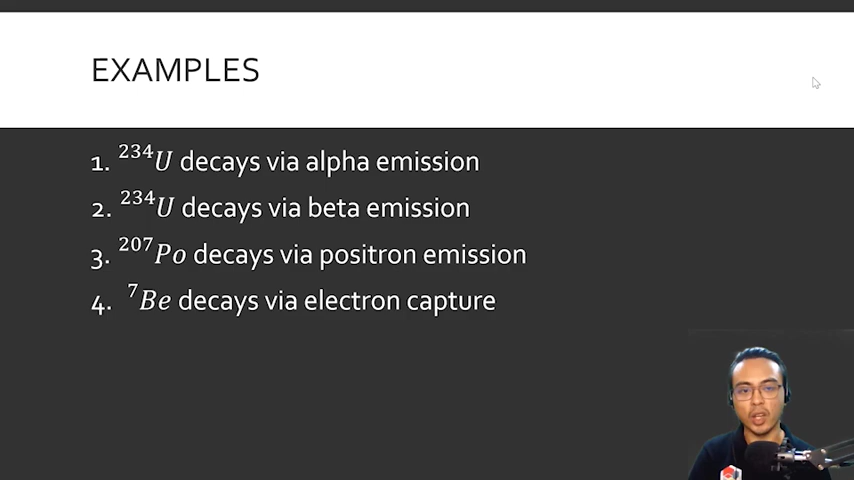 EXAMPLES
1. ²³⁴U decays via alpha emission
2. ²³⁴U decays via beta emission
3. ²⁰⁷Po decays via positron emission
4. ⁷Be decays via electron capture